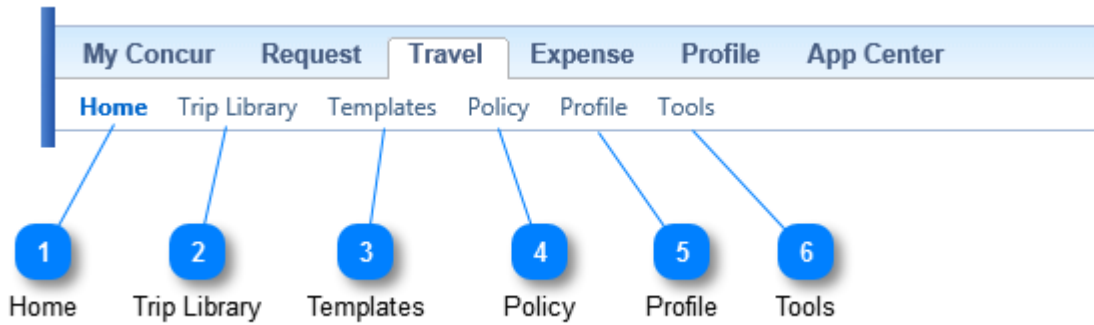 My Concur Request Travel Expense Profile App Center
Home Trip Library Templates Policy Profile Tools
1 2 3 4 5 6
Home Trip Library Templates Policy Profile Tools